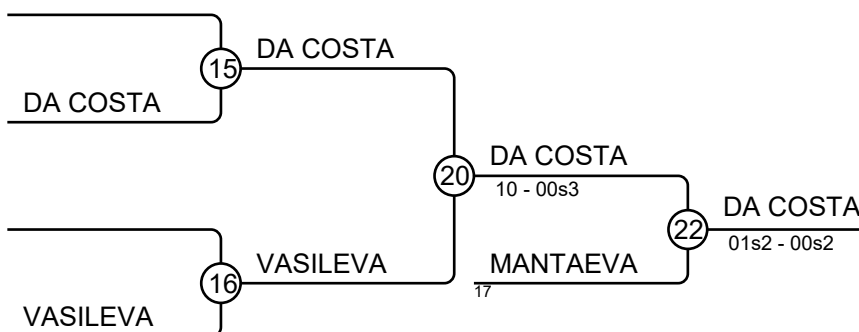 DA COSTA
15
DA COSTA
20
DA COSTA
10 - 00s3
22
DA COSTA
01s2 - 00s2
16
VASILEVA
MANTAEVA
17
VASILEVA